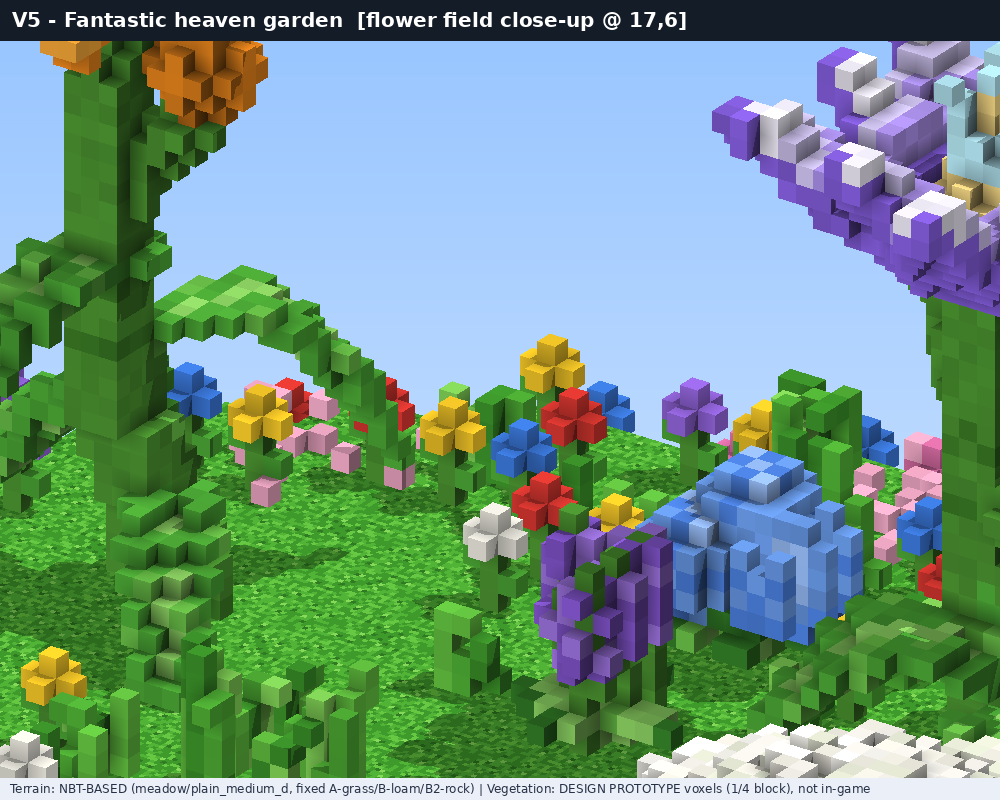 V5 - Fantastic heaven garden [flower field close-up @ 17,6]
Terrain: NBT-BASED (meadow/plain_medium_d, fixed A-grass/B-loam/B2-rock) | Vegetation: DESIGN PROTOTYPE voxels (1/4 block), not in-game